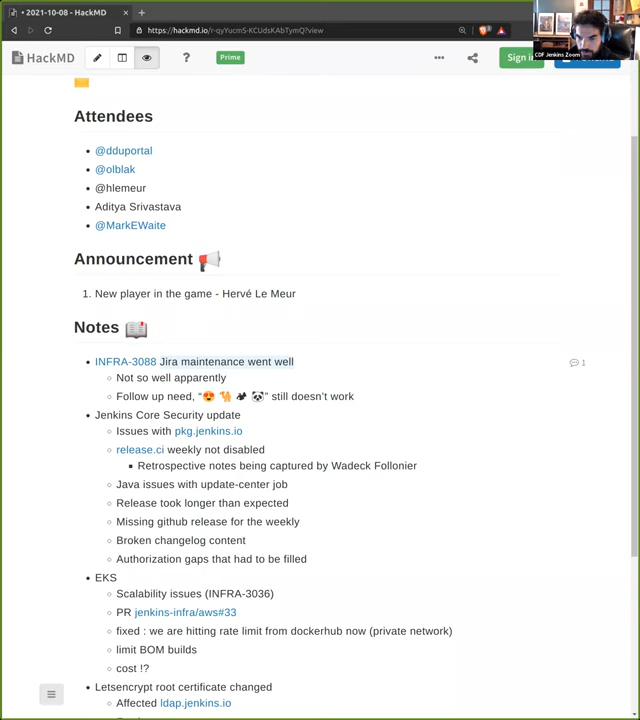 • 2021-10-08 - HackMD
https://hackmd.io/r-qyYucmS-KCUdsKAbTymQ?view
CDF Jenkins Zoom
HackMD
?
Prime
Sign
Attendees
• @dduportal
• @olblak
• @hlemeur
• Aditya Srivastava
• @MarkEWaite
Announcement 📢
1. New player in the game - Hervé Le Meur
Notes 📖
• INFRA-3088 Jira maintenance went well
1
◦ Not so well apparently
◦ Follow up need, “😍 🐪 🏕 🐼” still doesn’t work
• Jenkins Core Security update
◦ Issues with pkg.jenkins.io
◦ release.ci weekly not disabled
▪ Retrospective notes being captured by Wadeck Follonier
◦ Java issues with update-center job
◦ Release took longer than expected
◦ Missing github release for the weekly
◦ Broken changelog content
◦ Authorization gaps that had to be filled
• EKS
◦ Scalability issues (INFRA-3036)
◦ PR jenkins-infra/aws#33
◦ fixed : we are hitting rate limit from dockerhub now (private network)
◦ limit BOM builds
◦ cost !?
• Letsencrypt root certificate changed
◦ Affected ldap.jenkins.io